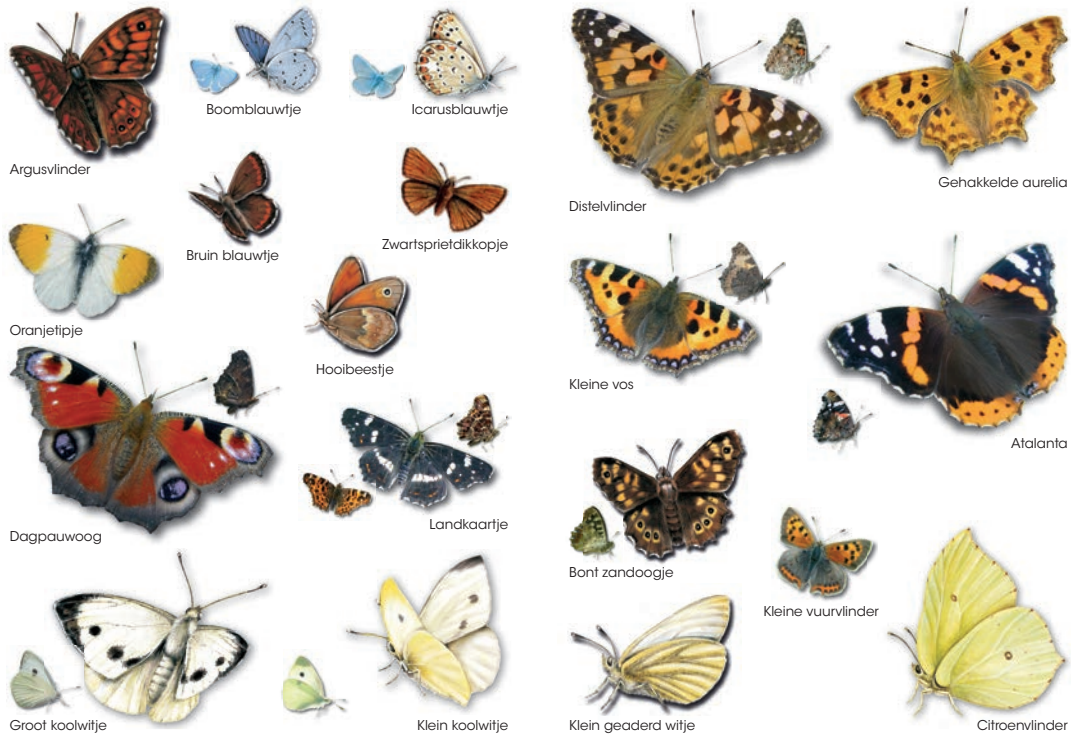 Boomblauwtje
Icarusblauwtje
Argusvlinder
Bruin blauwtje
Zwartsprietdikkopje
Oranjetipje
Hooibeestje
Dagpauwoog
Landkaartje
Groot koolwitje
Klein koolwitje
Distelvlinder
Gehakkelde aurelia
Kleine vos
Atalanta
Bont zandoogje
Kleine vuurvlinder
Klein geaderd witje
Citroenvlinder